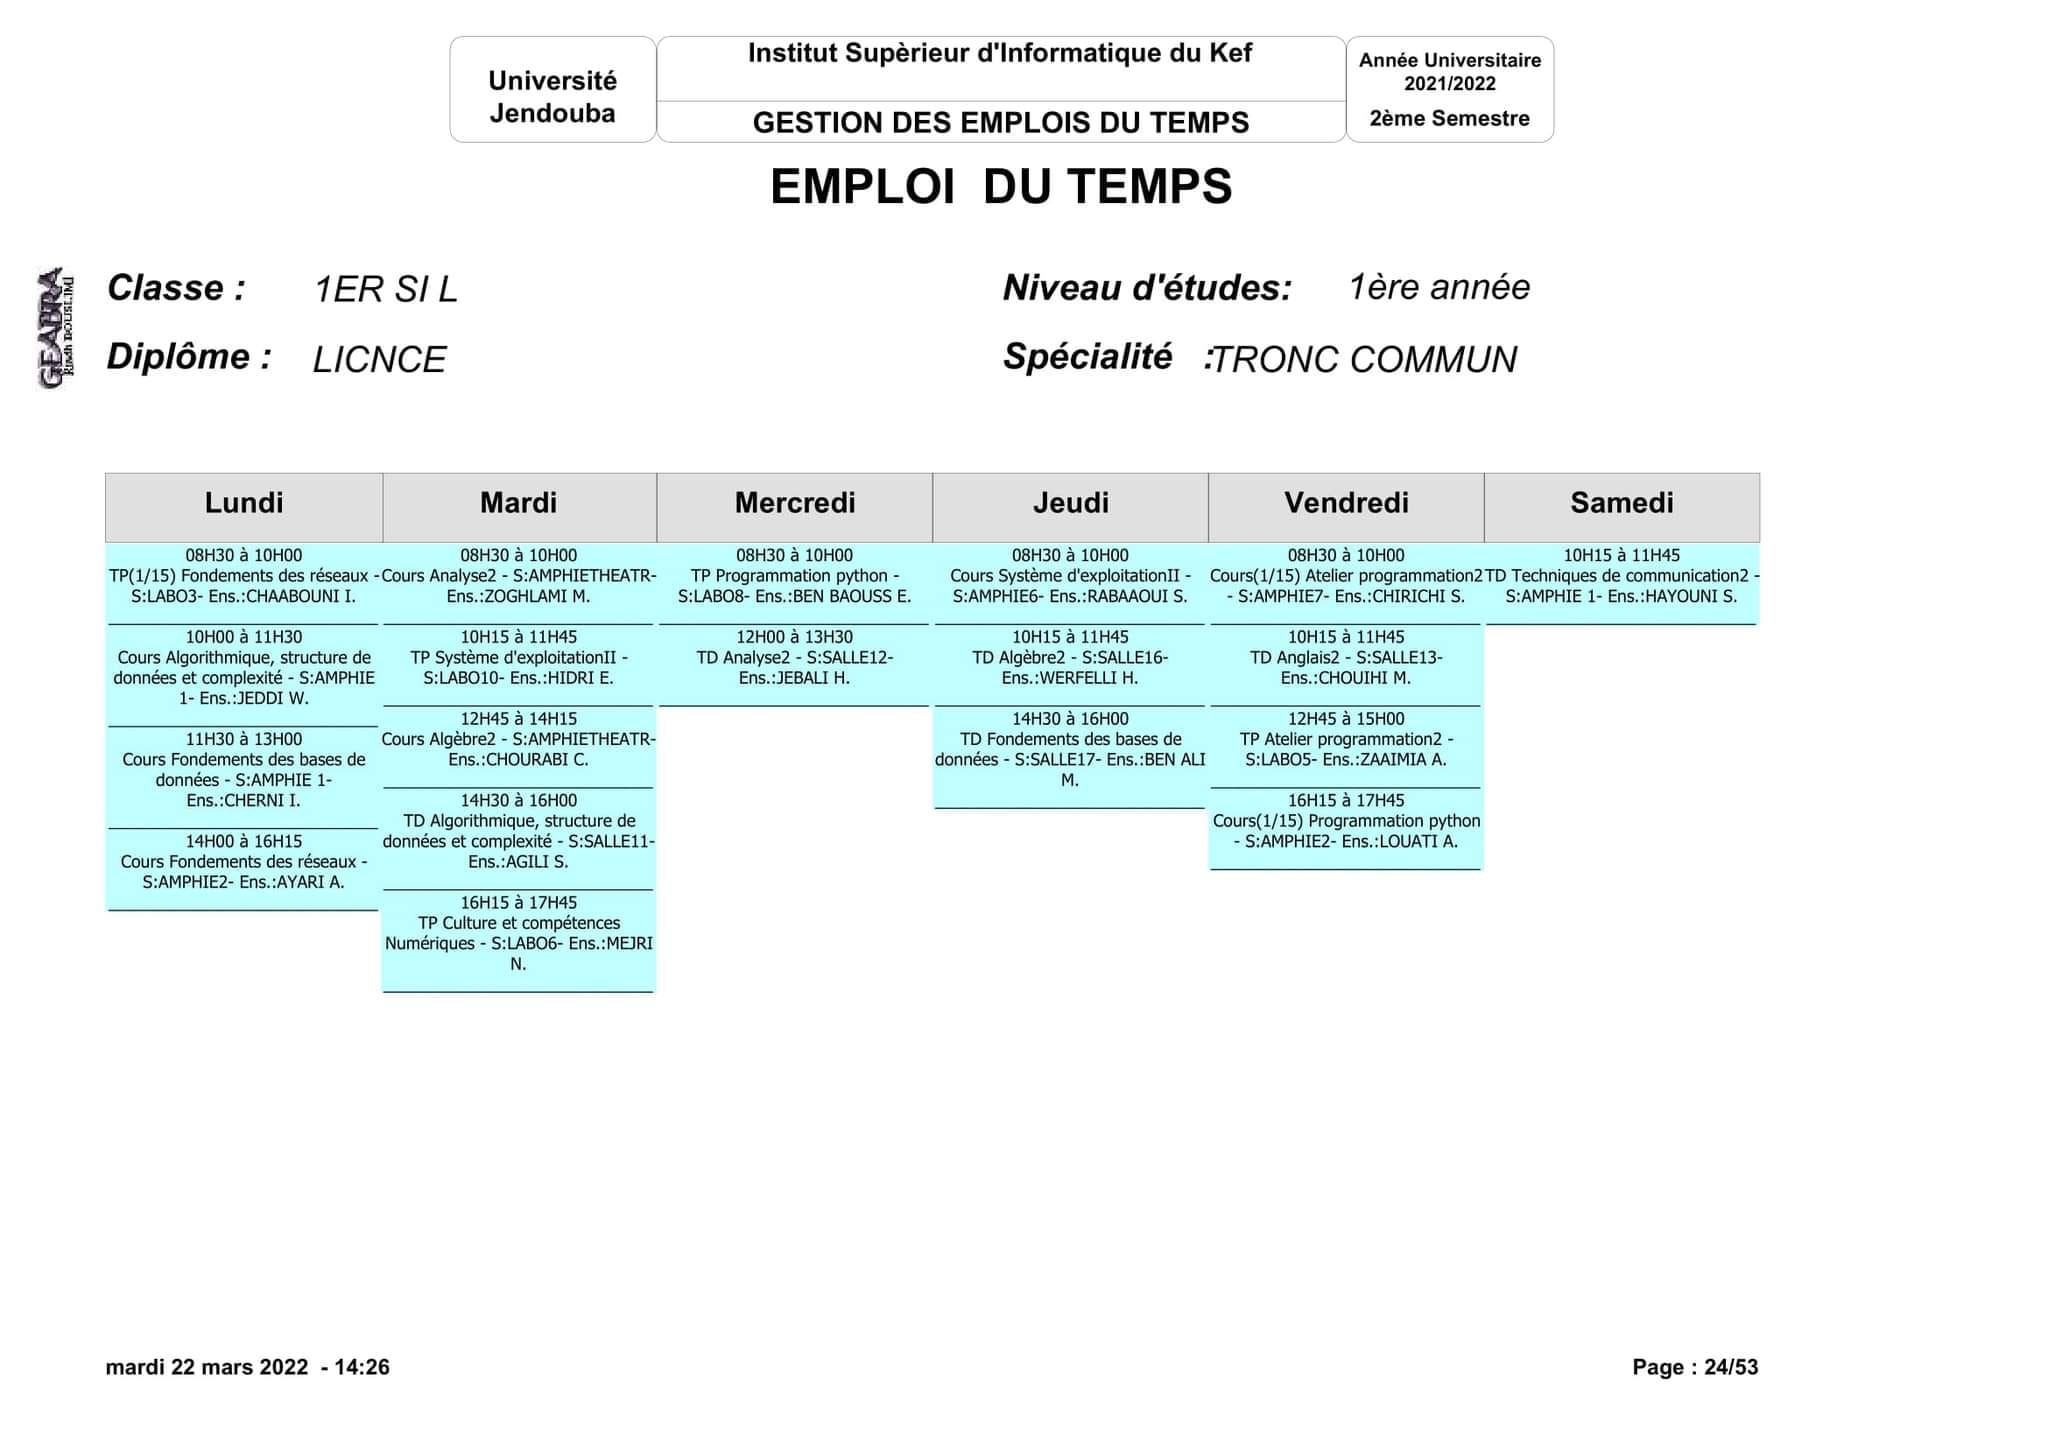 Université
Jendouba
Institut Supèrieur d'Informatique du Kef
GESTION DES EMPLOIS DU TEMPS
Année Universitaire
2021/2022
2ème Semestre
EMPLOI DU TEMPS
GEABRA
Classe : 1ER SI L
Niveau d'études: 1ère année
Diplôme : LICNCE
Spécialité :TRONC COMMUN
Lundi
08H30 à 10H00
TP(1/15) Fondements des réseaux -
S:LABO3- Ens.:CHAABOUNI I.
10H00 à 11H30
Cours Algorithmique, structure de
données et complexité - S:AMPHIE
1- Ens.:JEDDI W.
11H30 à 13H00
Cours Fondements des bases de
données - S:AMPHIE 1-
Ens.:CHERNI I.
14H00 à 16H15
Cours Fondements des réseaux -
S:AMPHIE2- Ens.:AYARI A.
Mardi
08H30 à 10H00
Cours Analyse2 - S:AMPHIETHEATR-
Ens.:ZOGHLAMI M.
10H15 à 11H45
TP Système d'exploitationII -
S:LABO10- Ens.:HIDRI E.
12H45 à 14H15
Cours Algèbre2 - S:AMPHIETHEATR-
Ens.:CHOURABI C.
14H30 à 16H00
TD Algorithmique, structure de
données et complexité - S:SALLE11-
Ens.:AGILI S.
16H15 à 17H45
TP Culture et compétences
Numériques - S:LABO6- Ens.:MEJRI
N.
Mercredi
08H30 à 10H00
TP Programmation python -
S:LABO8- Ens.:BEN BAOUSS E.
12H00 à 13H30
TD Analyse2 - S:SALLE12-
Ens.:JEBALI H.
Jeudi
08H30 à 10H00
Cours Système d'exploitationII -
S:AMPHIE6- Ens.:RABAAOUI S.
10H15 à 11H45
TD Algèbre2 - S:SALLE16-
Ens.:WERFELLI H.
14H30 à 16H00
TD Fondements des bases de
données - S:SALLE17- Ens.:BEN ALI
M.
Vendredi
08H30 à 10H00
Cours(1/15) Atelier programmation2
- S:AMPHIE7- Ens.:CHIRICHI S.
10H15 à 11H45
TD Anglais2 - S:SALLE13-
Ens.:CHOUIHI M.
12H45 à 15H00
TP Atelier programmation2 -
S:LABO5- Ens.:ZAAIMIA A.
16H15 à 17H45
Cours(1/15) Programmation python
- S:AMPHIE2- Ens.:LOUATI A.
Samedi
10H15 à 11H45
TD Techniques de communication2 -
S:AMPHIE 1- Ens.:HAYOUNI S.
mardi 22 mars 2022 - 14:26
Page : 24/53